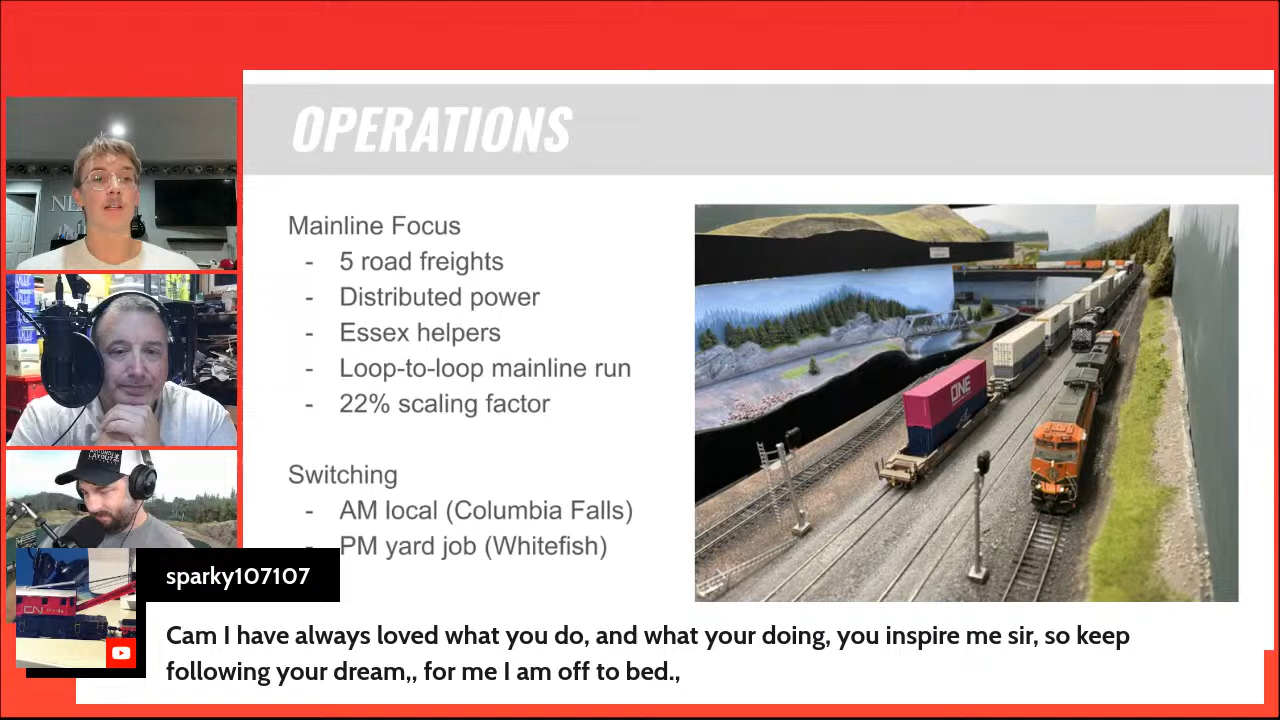 OPERATIONS
Mainline Focus
- 5 road freights
- Distributed power
- Essex helpers
- Loop-to-loop mainline run
- 22% scaling factor
Switching
- AM local (Columbia Falls)
- PM yard job (Whitefish)
NE
ONE
CN
sparky107107
Cam I have always loved what you do, and what your doing, you inspire me sir, so keep
following your dream,, for me I am off to bed.,